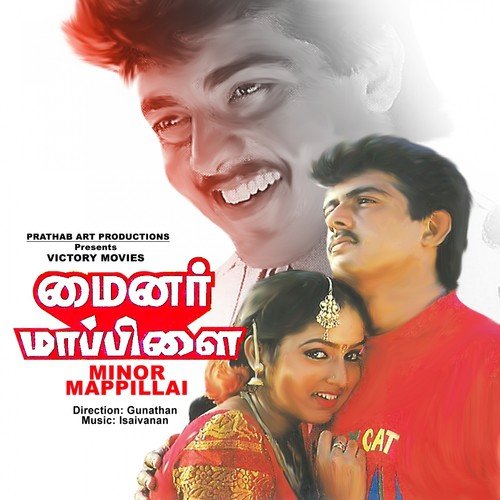 PRATHAB ART PRODUCTIONS
Presents
VICTORY MOVIES
மைனர்
மாப்பிளை
MINOR
MAPPILLAI
Direction: Gunathan
Music: Isaivanan
CAT